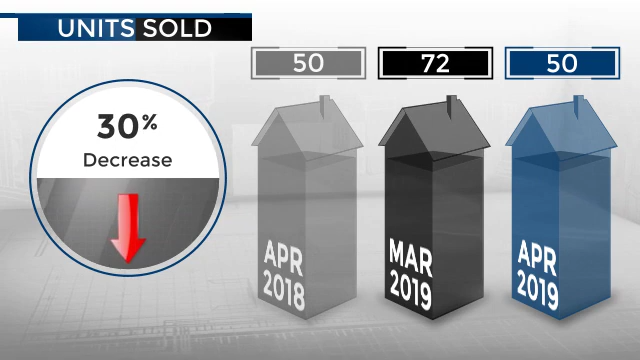 UNITS SOLD
30%
Decrease
50
72
50
APR
2018
MAR
2019
APR
2019